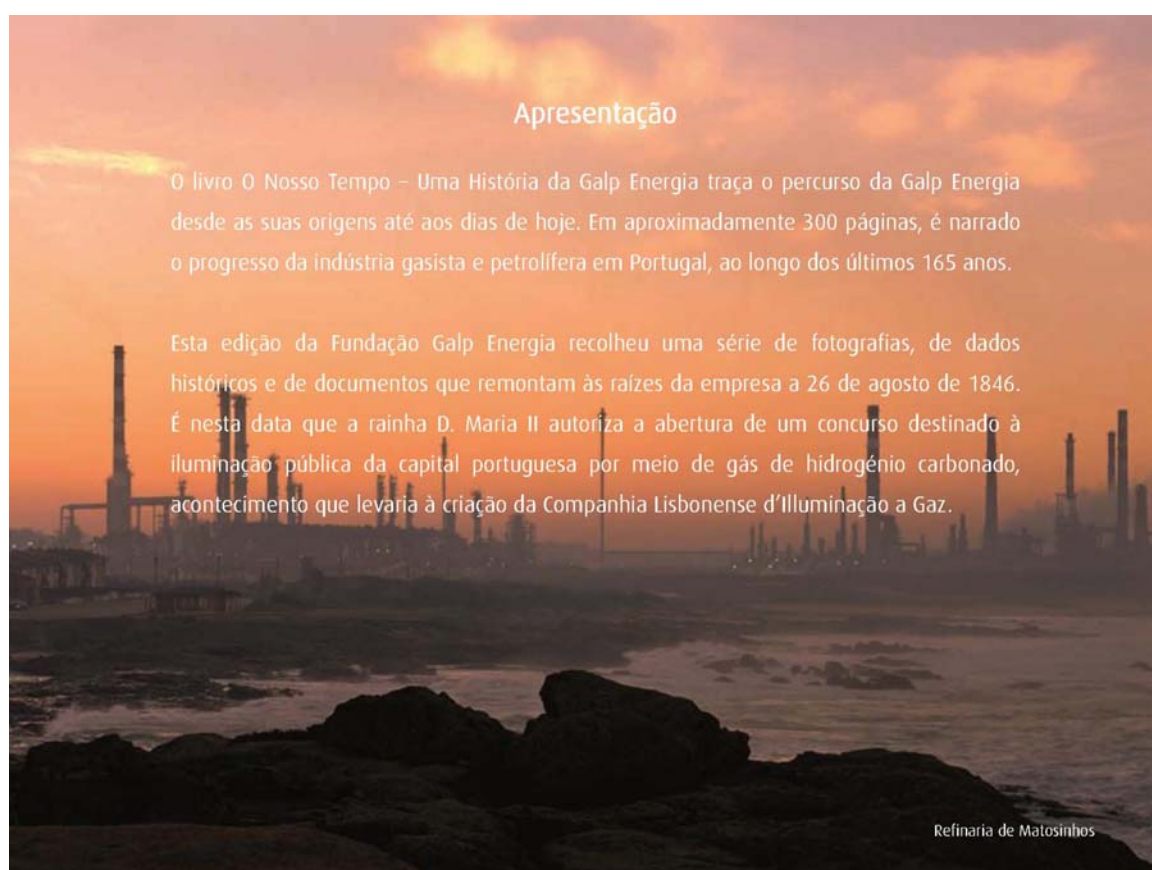 Apresentação
O livro O Nosso Tempo – Uma História da Galp Energia traça o percurso da Galp Energia
desde as suas origens até aos dias de hoje. Em aproximadamente 300 páginas, é narrado
o progresso da indústria gasista e petrolífera em Portugal, ao longo dos últimos 165 anos.
Esta edição da Fundação Galp Energia recolheu uma série de fotografias, de dados
históricos e de documentos que remontam às raízes da empresa a 26 de agosto de 1846.
É nesta data que a rainha D. Maria II autoriza a abertura de um concurso destinado à
iluminação pública da capital portuguesa por meio de gás de hidrogénio carbonado,
acontecimento que levaria à criação da Companhia Lisbonense d'Illuminação a Gaz.
Refinaria de Matosinhos